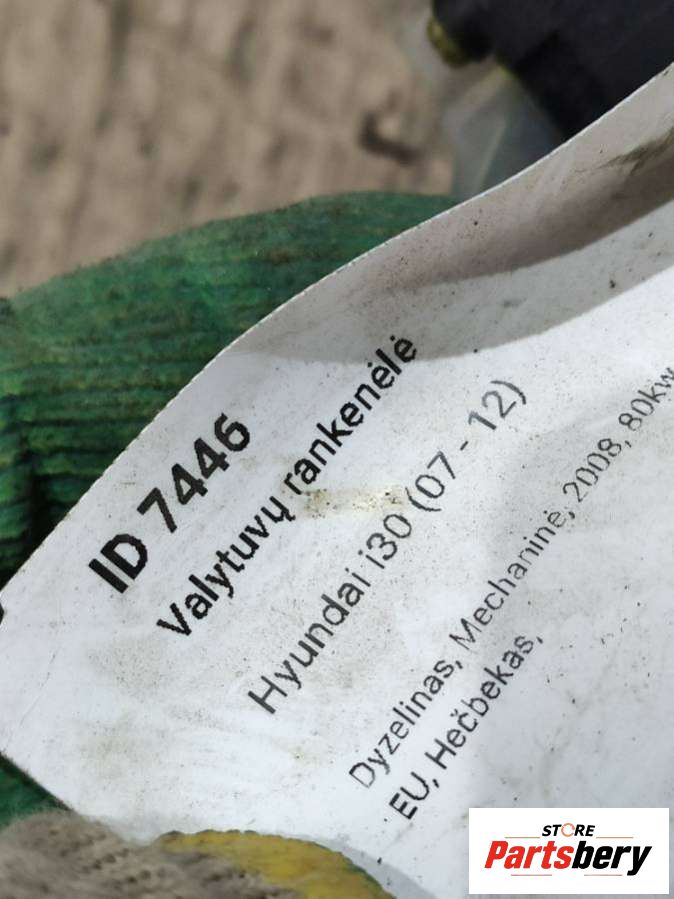 ID 7446
Valytuvų rankenėlė
Hyundai i30 (07 - 12)
Dyzelinas, Mechaninė, 2008, 80kw
EU, Hečbekas,
STORE
Partsbery